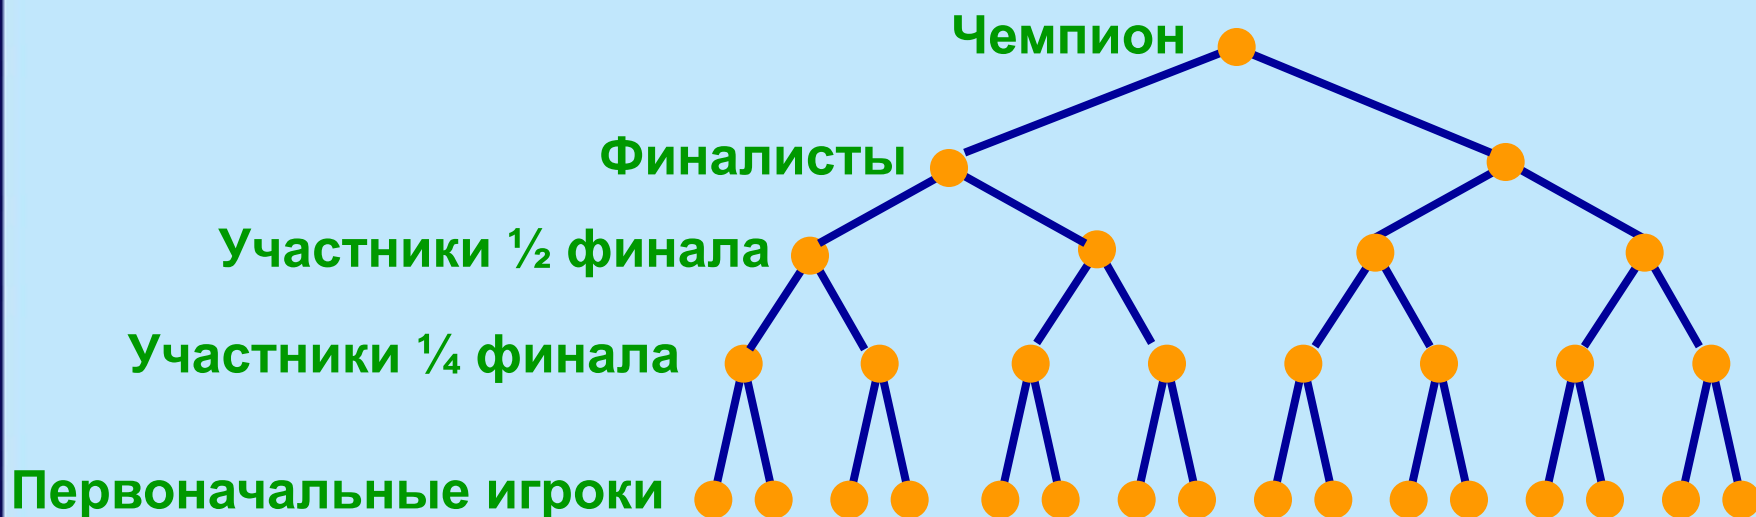 Чемпион
Финалисты
Участники ½ финала
Участники ¼ финала
Первоначальные игроки